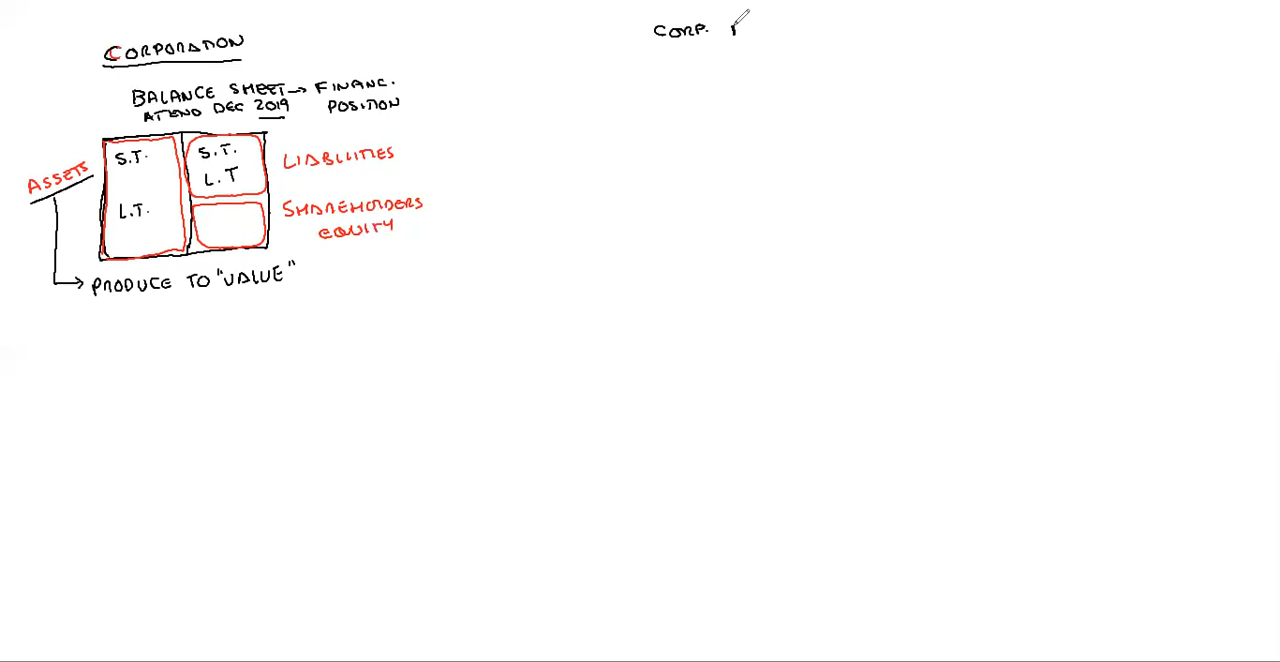 CORPORATION
BALANCE SHEET → FINANC.
AT END DEC 2019 POSITION
ASSETS
S.T.
L.T.
S.T.
L.T
LIABILITIES
SHAREHOLDERS
EQUITY
PRODUCE TO "VALUE"
CORP.